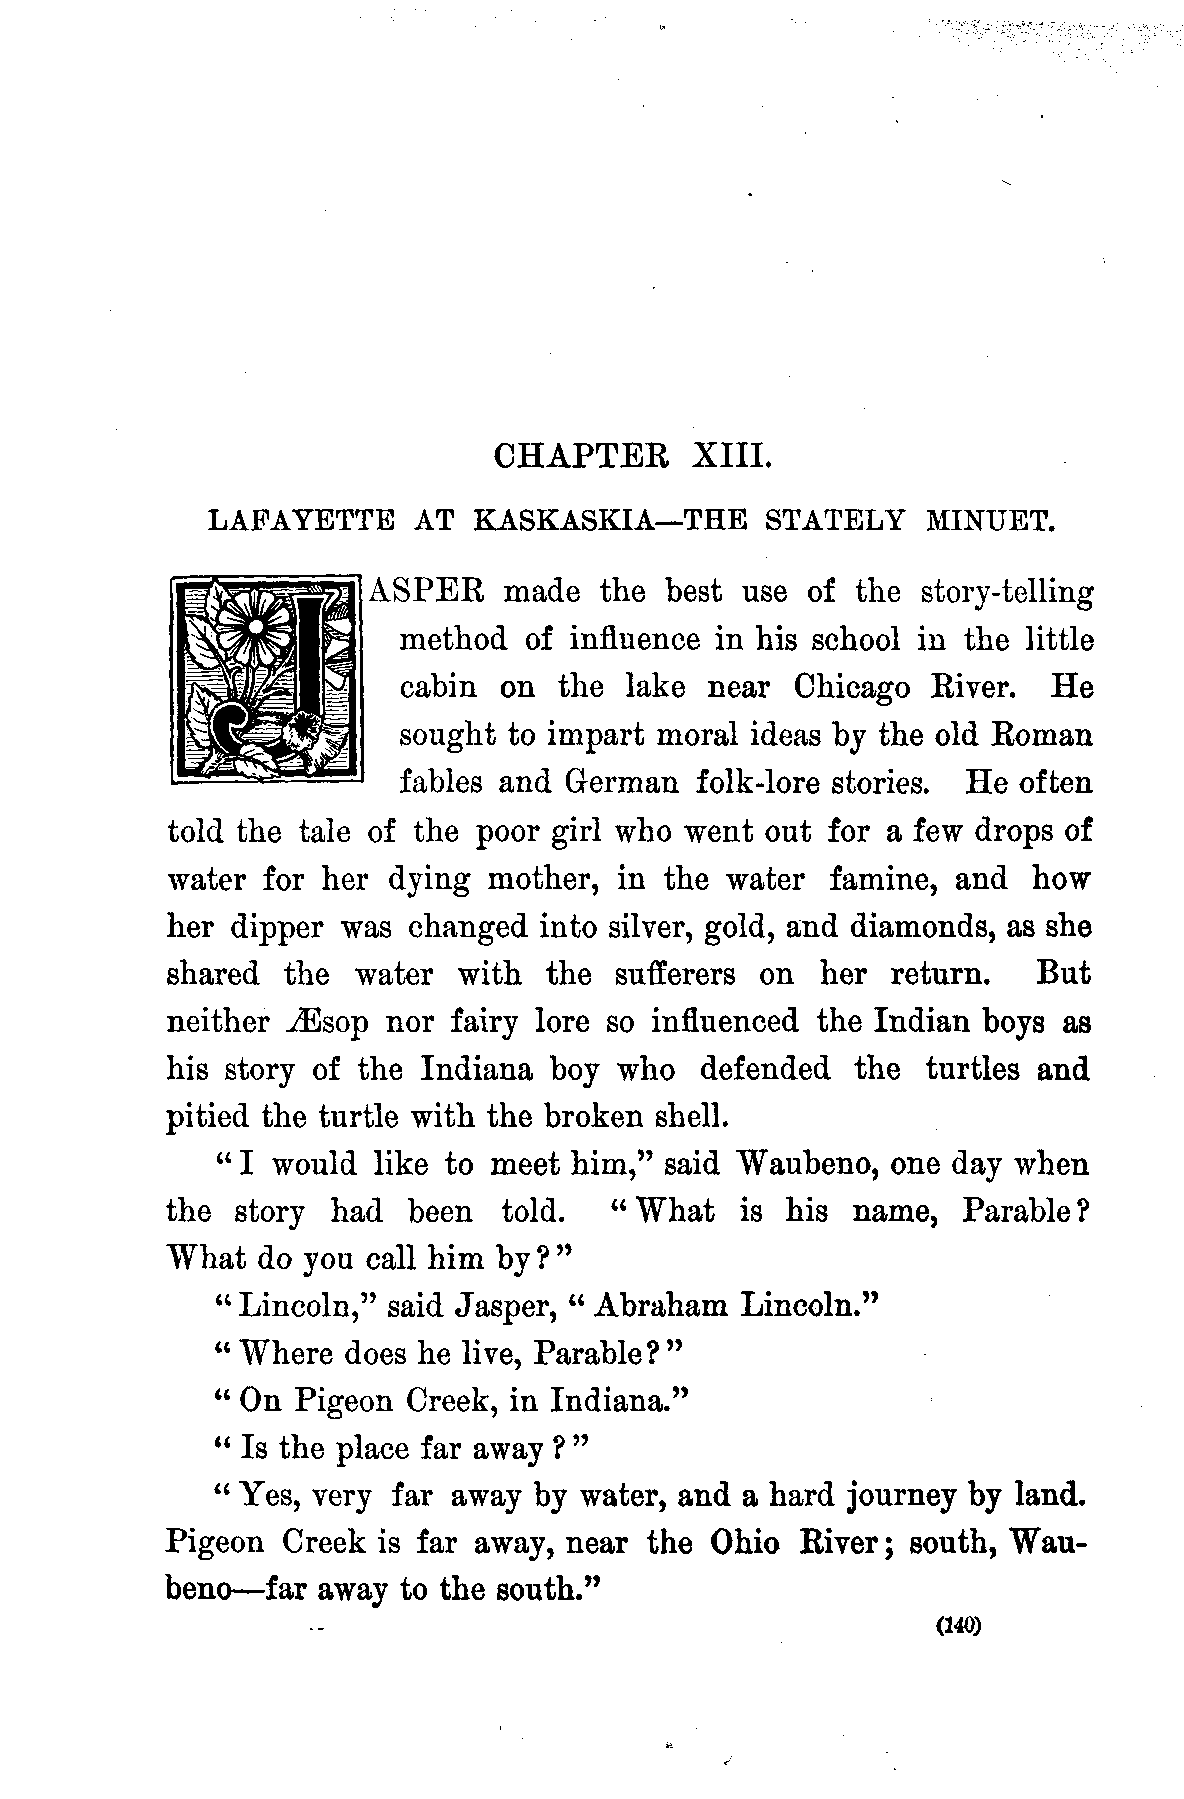 CHAPTER XIII.
LAFAYETTE AT KASKASKIA—THE STATELY MINUET.
JASPER made the best use of the story-telling
method of influence in his school in the little
cabin on the lake near Chicago River. He
sought to impart moral ideas by the old Roman
fables and German folk-lore stories. He often
told the tale of the poor girl who went out for a few drops of
water for her dying mother, in the water famine, and how
her dipper was changed into silver, gold, and diamonds, as she
shared the water with the sufferers on her return. But
neither Æsop nor fairy lore so influenced the Indian boys as
his story of the Indiana boy who defended the turtles and
pitied the turtle with the broken shell.
"I would like to meet him," said Waubeno, one day when
the story had been told. "What is his name, Parable?
What do you call him by?"
"Lincoln," said Jasper, "Abraham Lincoln."
"Where does he live, Parable?"
"On Pigeon Creek, in Indiana."
"Is the place far away?"
"Yes, very far away by water, and a hard journey by land.
Pigeon Creek is far away, near the Ohio River; south, Wau-
beno—far away to the south."
(140)